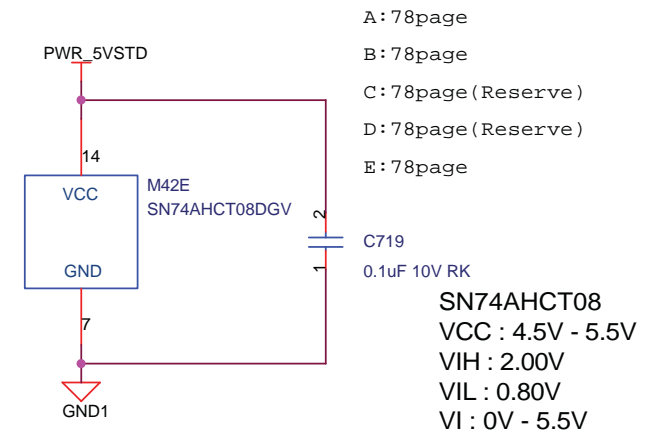 A:78page
PWR_5VSTD
B:78page
C:78page(Reserve)
D:78page(Reserve)
E:78page
14
VCC
M42E
SN74AHCT08DGV
2
C719
GND
1
0.1uF 10V RK
SN74AHCT08
7
VCC : 4.5V - 5.5V
VIH : 2.00V
VIL : 0.80V
GND1
VI : 0V - 5.5V